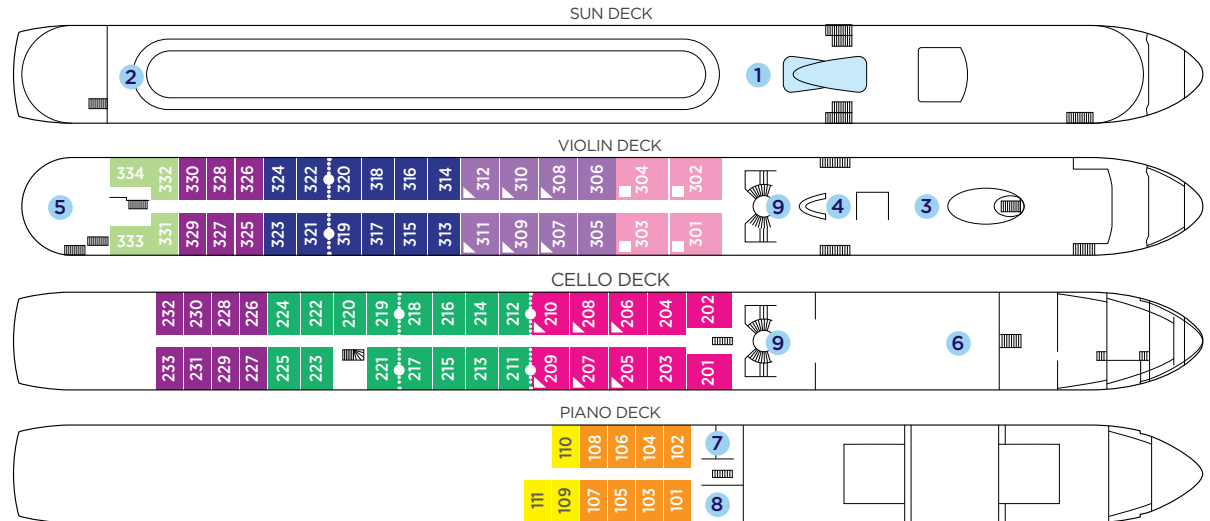 SUN DECK
2
1
VIOLIN DECK
334 332 330 328 326 324 322 320 318 316 314 312 310 308 306 304 302
5
9
4
3
333 331 329 327 325 323 321 319 317 315 313 311 309 307 305 303 301
CELLO DECK
232 230 228 226 224 222 220 219 218 216 214 212 210 208 206 204 202
9
6
233 231 229 227 225 223 221 217 215 213 211 209 207 205 203 201
PIANO DECK
110 108 106 104 102
7
111 109 107 105 103 101
8